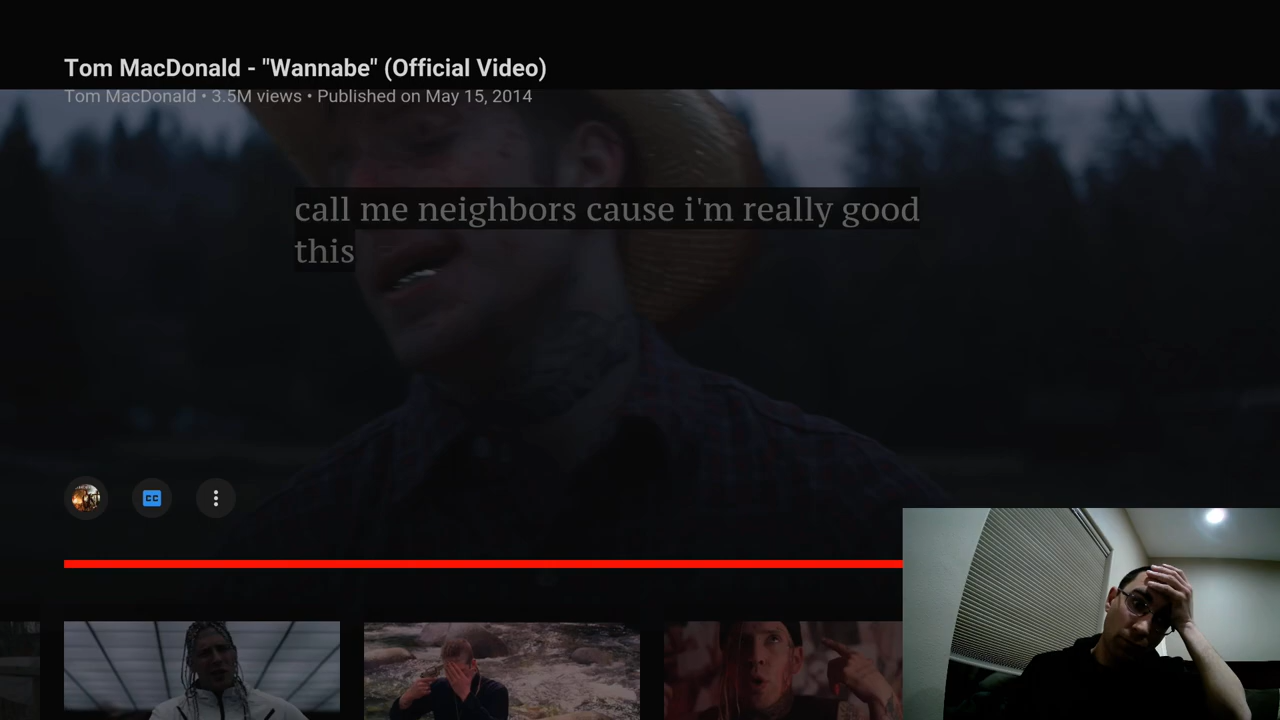 Tom MacDonald - "Wannabe" (Official Video)
Tom MacDonald • 3.5M views • Published on May 15, 2014
call me neighbors cause i'm really good
this
CC